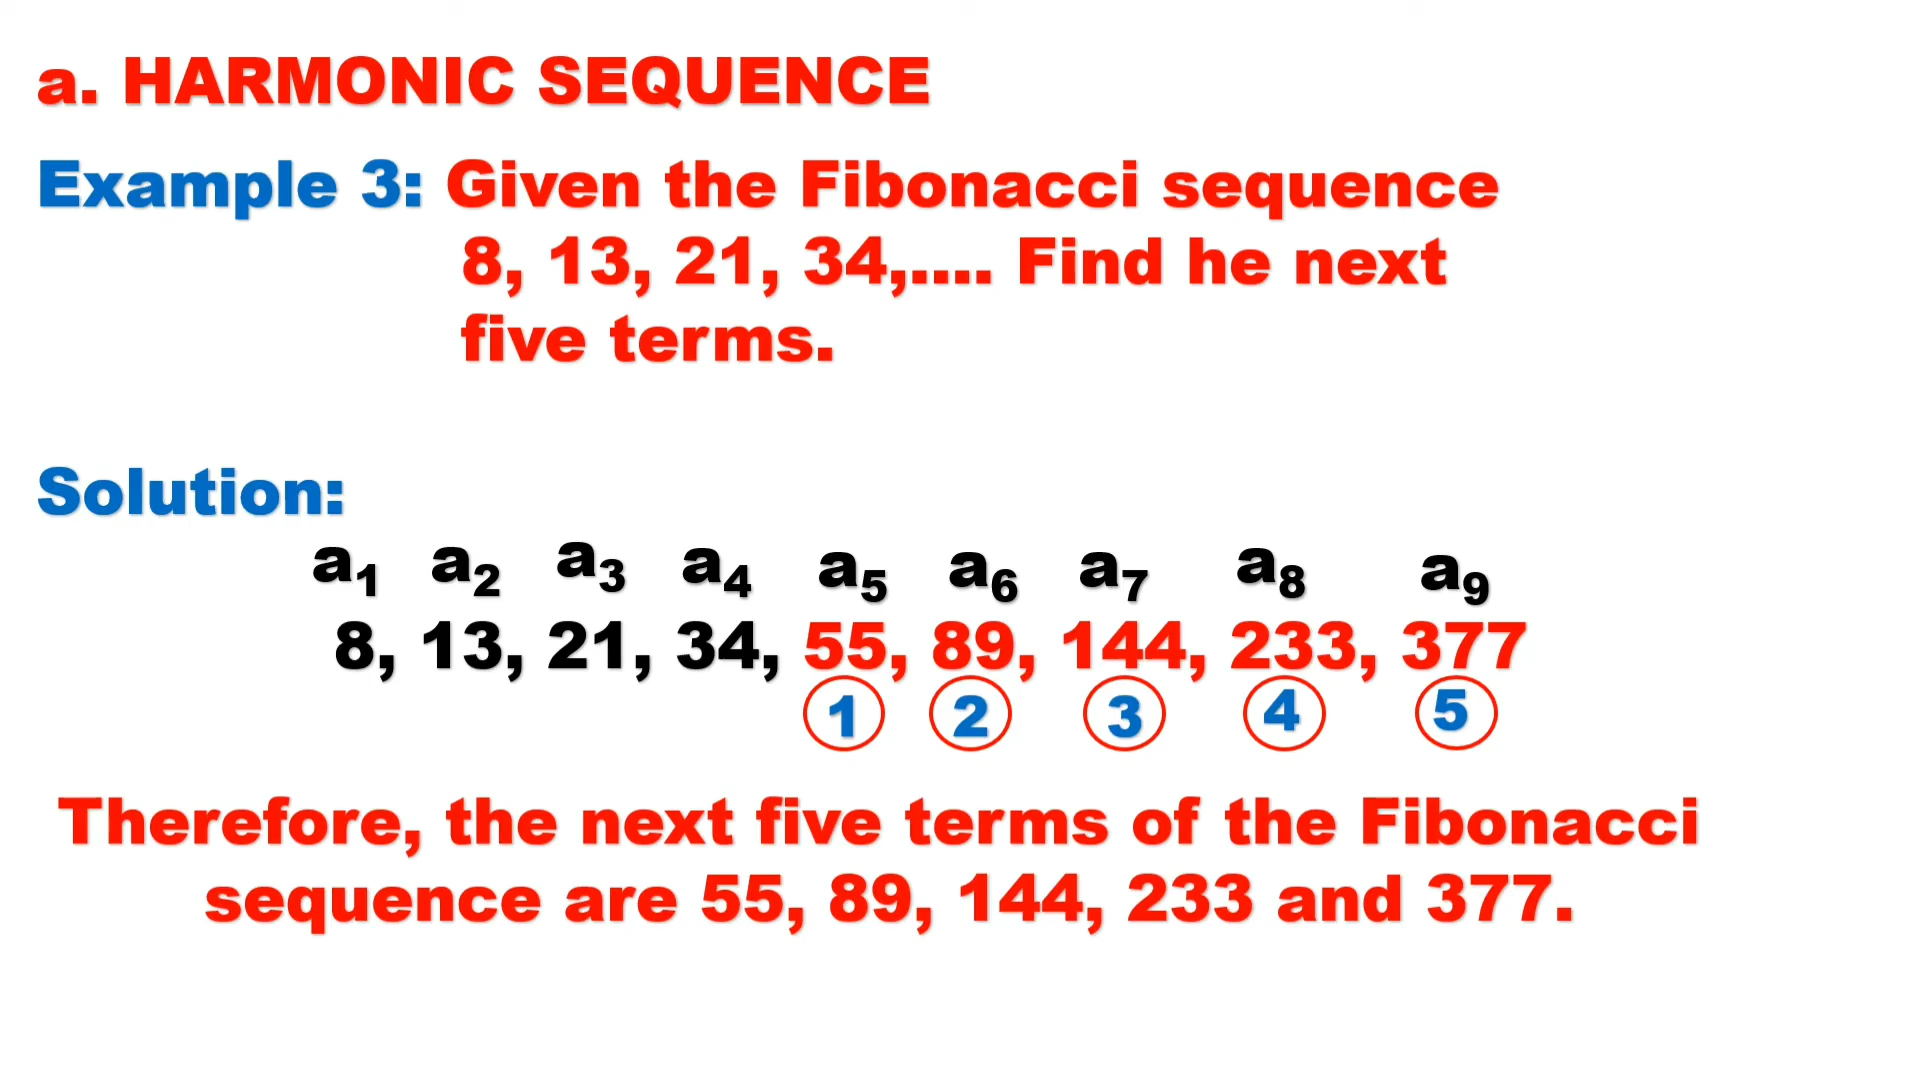 a. HARMONIC SEQUENCE
Example 3: Given the Fibonacci sequence
8, 13, 21, 34,.... Find he next
five terms.
Solution:
a₁ a₂ a₃ a₄ a₅ a₆ a₇ a₈ a₉
8, 13, 21, 34, 55, 89, 144, 233, 377
1 2 3 4 5
Therefore, the next five terms of the Fibonacci
sequence are 55, 89, 144, 233 and 377.